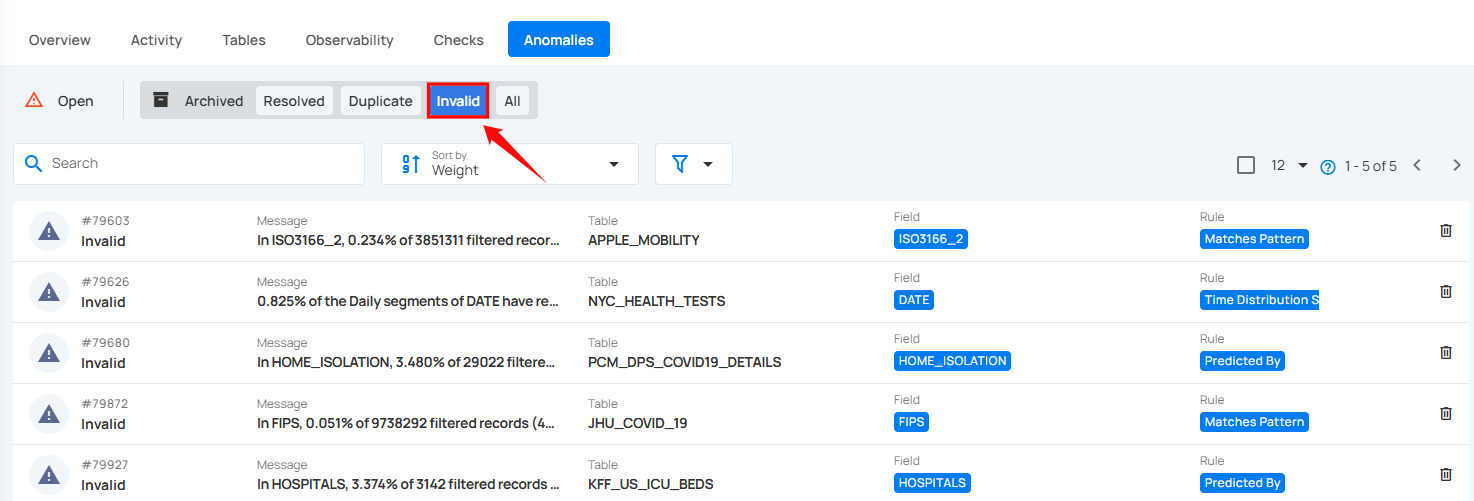 Overview Activity Tables Observability Checks Anomalies
Open Archived Resolved Duplicate Invalid All
Search Sort by Weight 12 1 - 5 of 5
#79603 Message Table Field Rule
Invalid In ISO3166_2, 0.234% of 3851311 filtered recor... APPLE_MOBILITY ISO3166_2 Matches Pattern
#79626 Message Table Field Rule
Invalid 0.825% of the Daily segments of DATE have re... NYC_HEALTH_TESTS DATE Time Distribution S
#79680 Message Table Field Rule
Invalid In HOME_ISOLATION, 3.480% of 29022 filtere... PCM_DPS_COVID19_DETAILS HOME_ISOLATION Predicted By
#79872 Message Table Field Rule
Invalid In FIPS, 0.051% of 9738292 filtered records (4... JHU_COVID_19 FIPS Matches Pattern
#79927 Message Table Field Rule
Invalid In HOSPITALS, 3.374% of 3142 filtered records ... KFF_US_ICU_BEDS HOSPITALS Predicted By